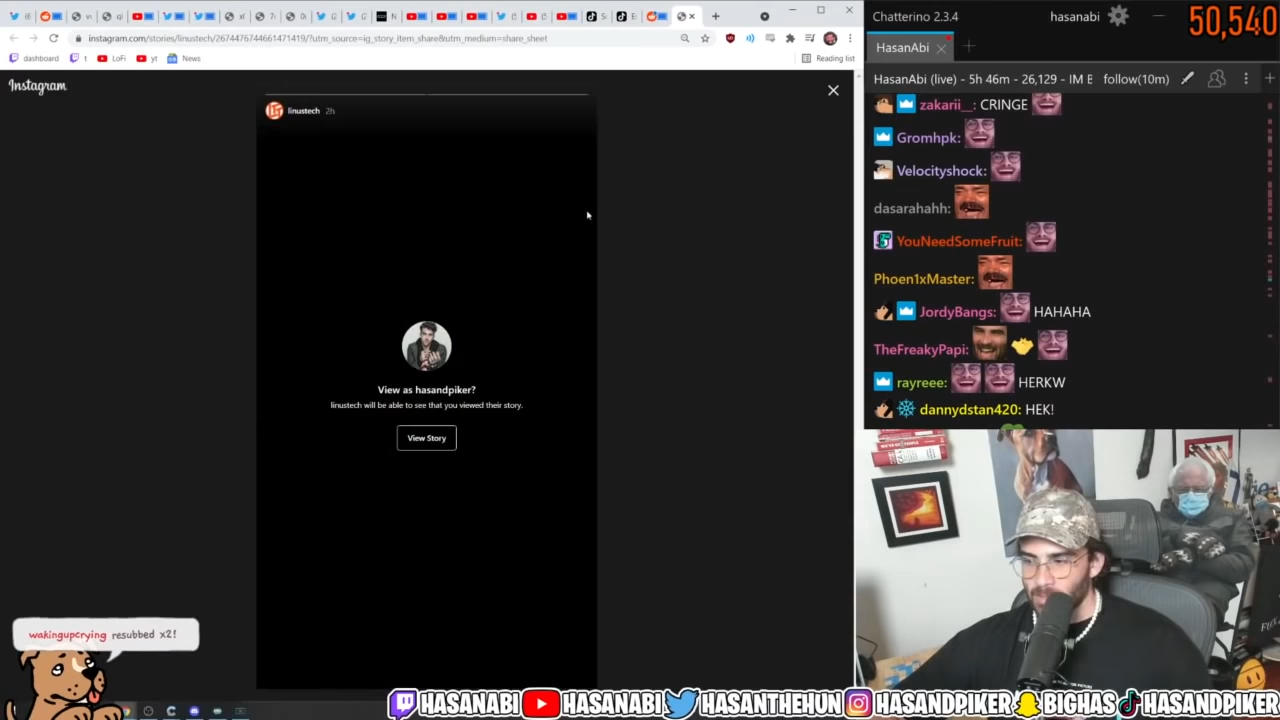 instagram.com/stories/linustech/2674476744661471419/?utm_source=ig_story_item_share&utm_medium=share_sheet
dashboard
t
LoFi
yt
News
Reading list
Instagram
linustech 2h
View as hasandpiker?
linustech will be able to see that you viewed their story.
View Story
wakingupcrying resubbed x2!
Chatterino 2.3.4
hasanabi
50,540
HasanAbi
HasanAbi (live) - 5h 46m - 26,129 - IM B
follow(10m)
zakarii__: CRINGE
Gromhpk:
Velocityshock:
dasarahahh:
YouNeedSomeFruit:
Phoen1xMaster:
JordyBangs: HAHAHA
TheFreakyPapi:
rayreee: HERKW
dannydstan420: HEK!
HASANABI HASANABI HASANTHEHUN HASANDPIKER BIGHAS HASANDPIKER